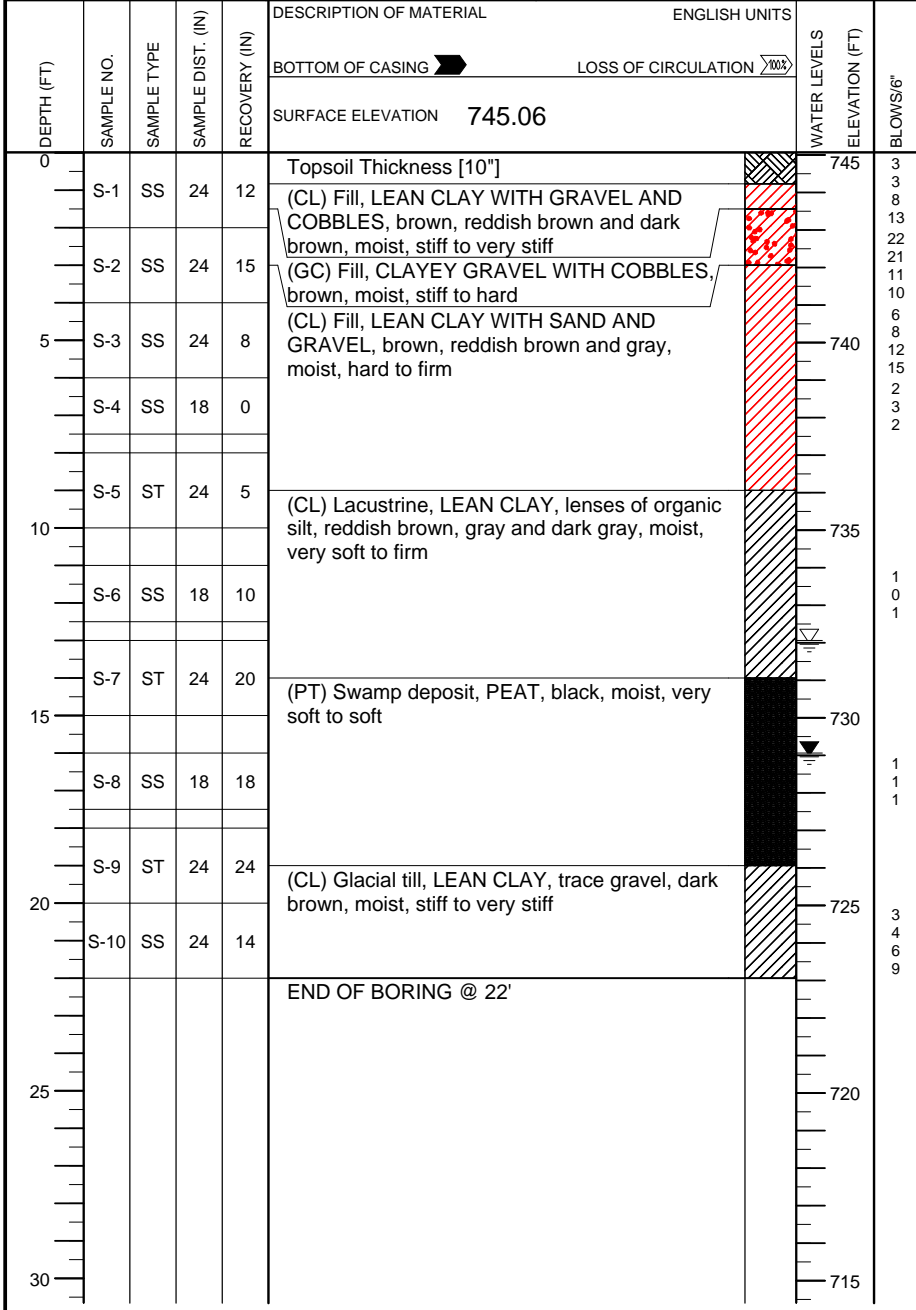 DESCRIPTION OF MATERIAL ENGLISH UNITS
BOTTOM OF CASING LOSS OF CIRCULATION 100%
SURFACE ELEVATION 745.06
DEPTH (FT)
SAMPLE NO.
SAMPLE TYPE
SAMPLE DIST. (IN)
RECOVERY (IN)
WATER LEVELS
ELEVATION (FT)
BLOWS/6"
0
Topsoil Thickness [10"]
745
S-1 SS 24 12
3
3
8
13
(CL) Fill, LEAN CLAY WITH GRAVEL AND
COBBLES, brown, reddish brown and dark
brown, moist, stiff to very stiff
S-2 SS 24 15
22
21
11
10
(GC) Fill, CLAYEY GRAVEL WITH COBBLES,
brown, moist, stiff to hard
(CL) Fill, LEAN CLAY WITH SAND AND
GRAVEL, brown, reddish brown and gray,
moist, hard to firm
5
S-3 SS 24 8
740
6
8
12
15
S-4 SS 18 0
2
3
2
S-5 ST 24 5
(CL) Lacustrine, LEAN CLAY, lenses of organic
silt, reddish brown, gray and dark gray, moist,
very soft to firm
10
735
S-6 SS 18 10
1
0
1
S-7 ST 24 20
(PT) Swamp deposit, PEAT, black, moist, very
soft to soft
15
730
S-8 SS 18 18
1
1
1
S-9 ST 24 24
(CL) Glacial till, LEAN CLAY, trace gravel, dark
brown, moist, stiff to very stiff
20
725
S-10 SS 24 14
3
4
6
9
END OF BORING @ 22'
25
720
30
715